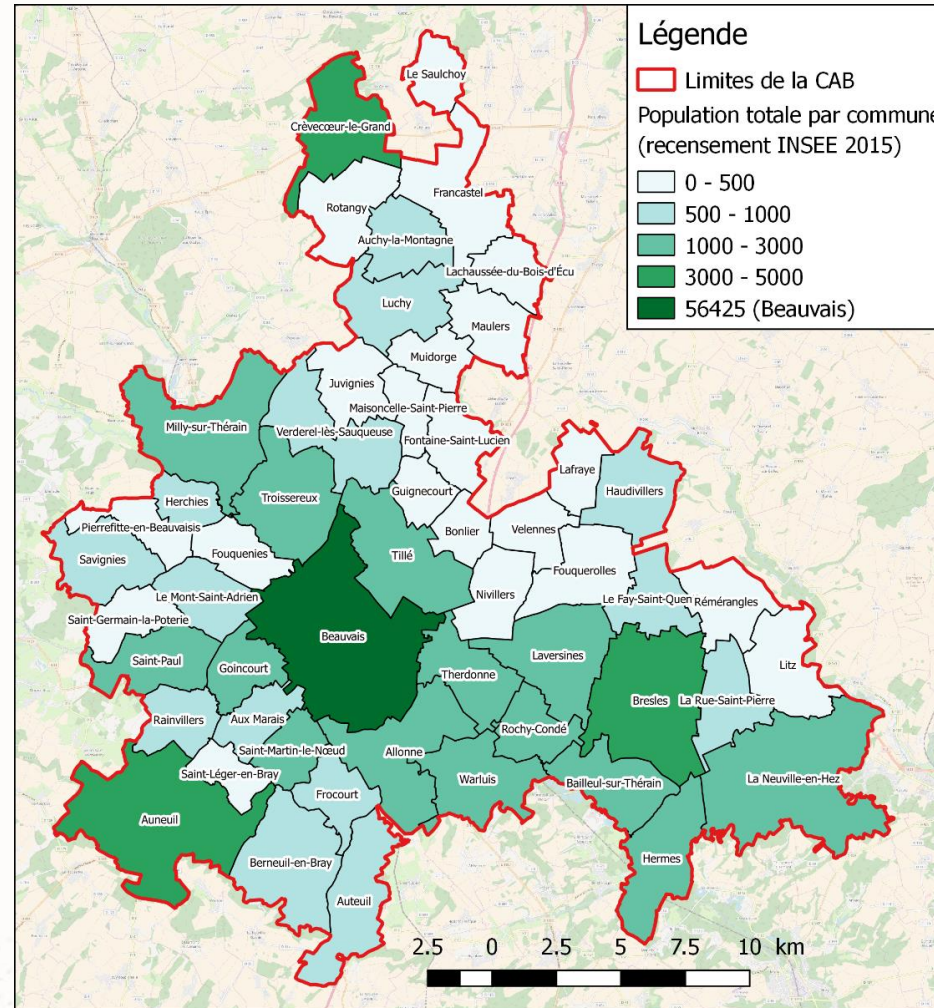 Légende
Limites de la CAB
Population totale par commune
(recensement INSEE 2015)
0 - 500
500 - 1000
1000 - 3000
3000 - 5000
56425 (Beauvais)
Le Saulchoy
Crèvecœur-le-Grand
Francastel
Rotangy
Auchy-la-Montagne
Lachaussée-du-Bois-d'Écu
Luchy
Maulers
Muidorge
Juvignies
Maisoncelle-Saint-Pierre
Milly-sur-Thérain
Verderel-lès-Sauqueuse
Fontaine-Saint-Lucien
Lafraye
Haudivillers
Guignecourt
Troissereux
Herchies
Pierrefitte-en-Beauvaisis
Bonlier
Velennes
Fouquenies
Tillé
Savignies
Fouquerolles
Nivillers
Le Mont-Saint-Adrien
Le Fay-Saint-Quen
Rémérangles
Saint-Germain-la-Poterie
Beauvais
Saint-Paul
Goincourt
Therdonne
Laversines
Litz
Bresles
La Rue-Saint-Pierre
Rainvillers
Aux Marais
Rochy-Condé
Saint-Martin-le-Nœud
Allonne
Saint-Léger-en-Bray
Warluis
Bailleul-sur-Thérain
La Neuville-en-Hez
Frocourt
Auneuil
Hermes
Berneuil-en-Bray
Auteuil
2.5 0 2.5 5 7.5 10 km